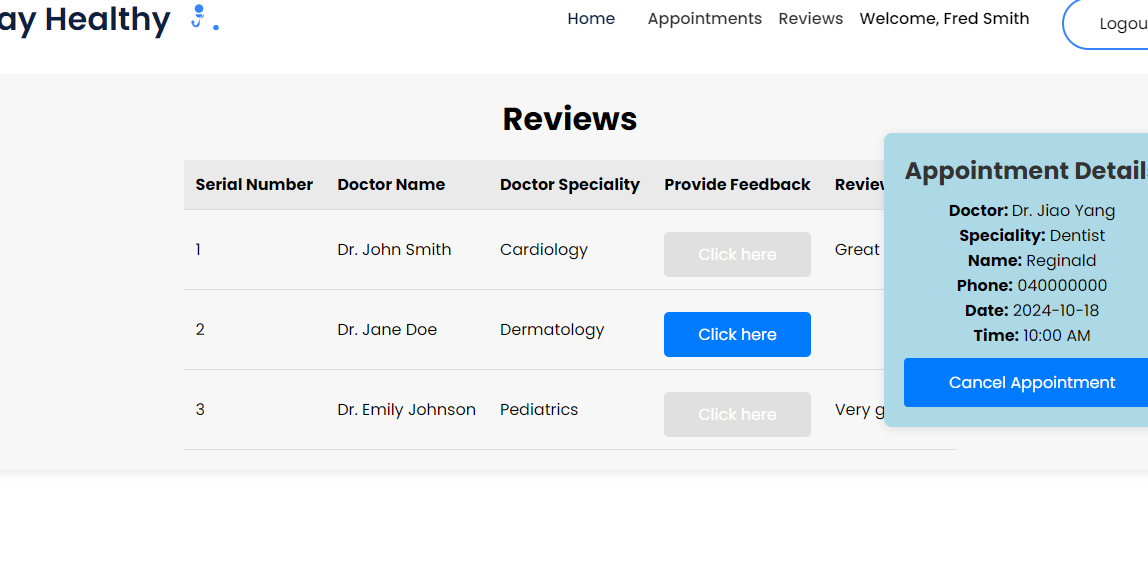 ay Healthy
Home Appointments Reviews Welcome, Fred Smith Logou
Reviews
Serial Number Doctor Name Doctor Speciality Provide Feedback Review
1 Dr. John Smith Cardiology Click here Great
2 Dr. Jane Doe Dermatology Click here
3 Dr. Emily Johnson Pediatrics Click here Very g
Appointment Details
Doctor: Dr. Jiao Yang
Speciality: Dentist
Name: Reginald
Phone: 040000000
Date: 2024-10-18
Time: 10:00 AM
Cancel Appointment